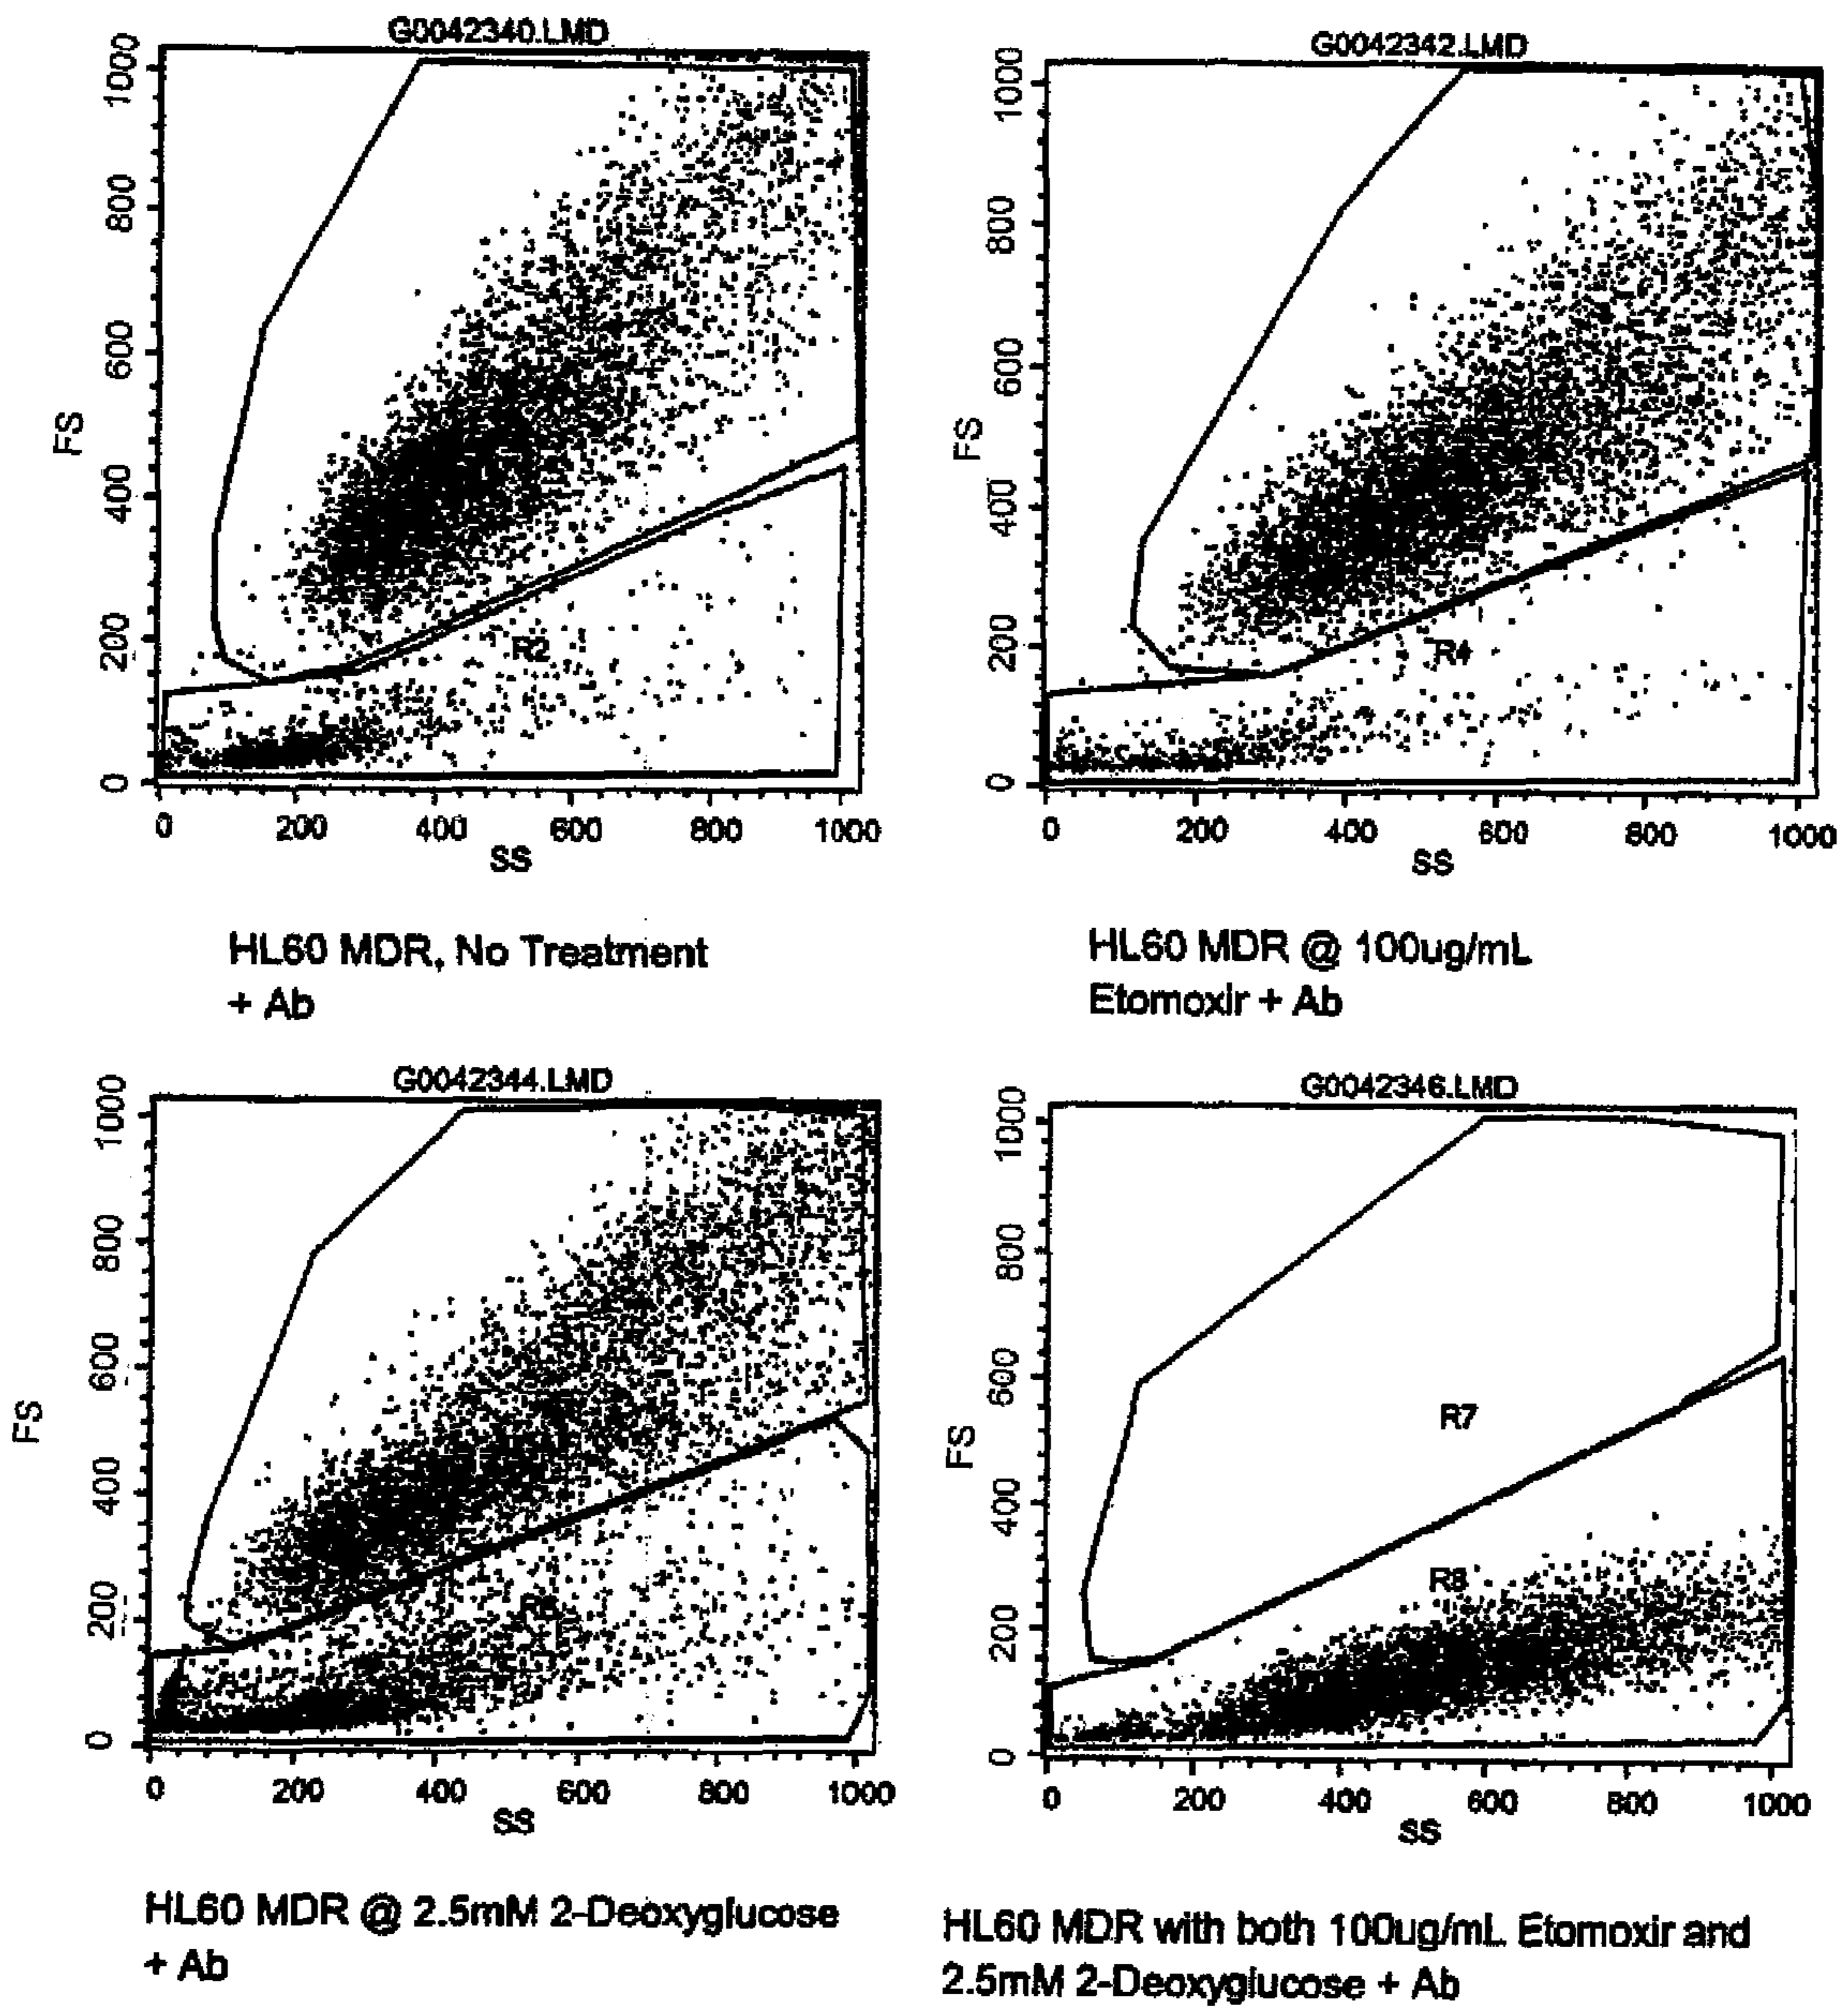 G0042340.LMD
1000
800
600
400
200
0
FS
R2
0 200 400 600 800 1000
SS
HL60 MDR, No Treatment
+ Ab
G0042342.LMD
1000
800
600
400
200
0
FS
R4
0 200 400 600 800 1000
SS
HL60 MDR @ 100ug/mL
Etomoxir + Ab
G0042344.LMD
1000
800
600
400
200
0
FS
0 200 400 600 800 1000
SS
HL60 MDR @ 2.5mM 2-Deoxyglucose
+ Ab
G0042346.LMD
1000
800
600
400
200
0
FS
R7
R8
0 200 400 600 800 1000
SS
HL60 MDR with both 100ug/mL Etomoxir and
2.5mM 2-Deoxyglucose + Ab